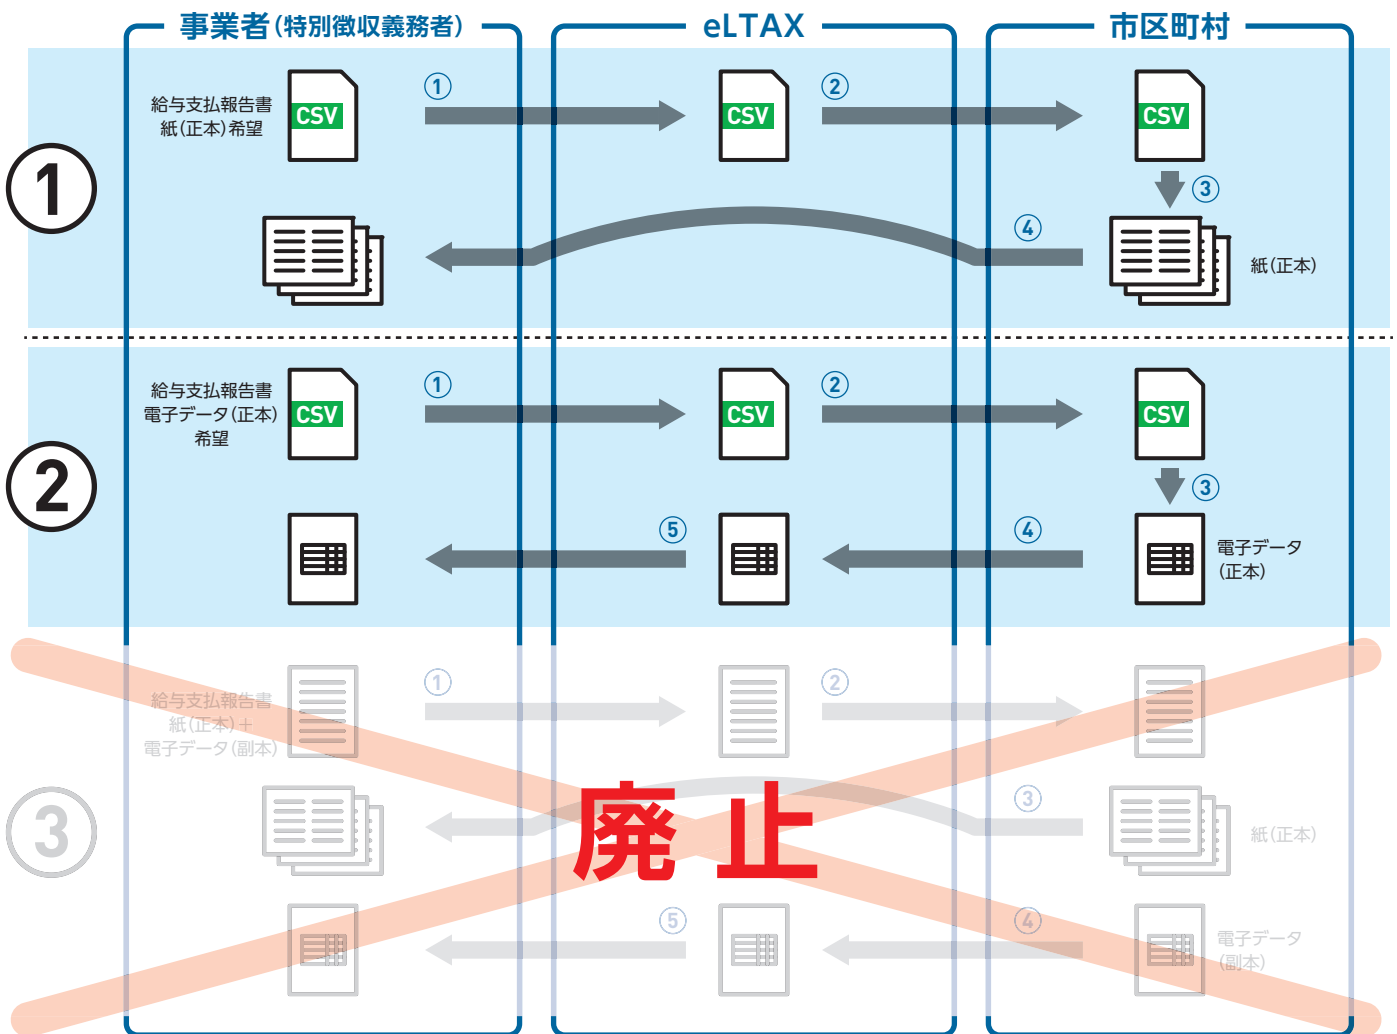 事業者(特別徴収義務者)
eLTAX
市区町村
①
給与支払報告書
紙(正本)希望
CSV
①
CSV
②
CSV
③
④
紙(正本)
②
給与支払報告書
電子データ(正本)
希望
CSV
①
CSV
②
CSV
③
⑤
④
電子データ
(正本)
③
給与支払報告書
紙(正本)+
電子データ(副本)
①
②
廃止
③
紙(正本)
⑤
④
電子データ
(副本)